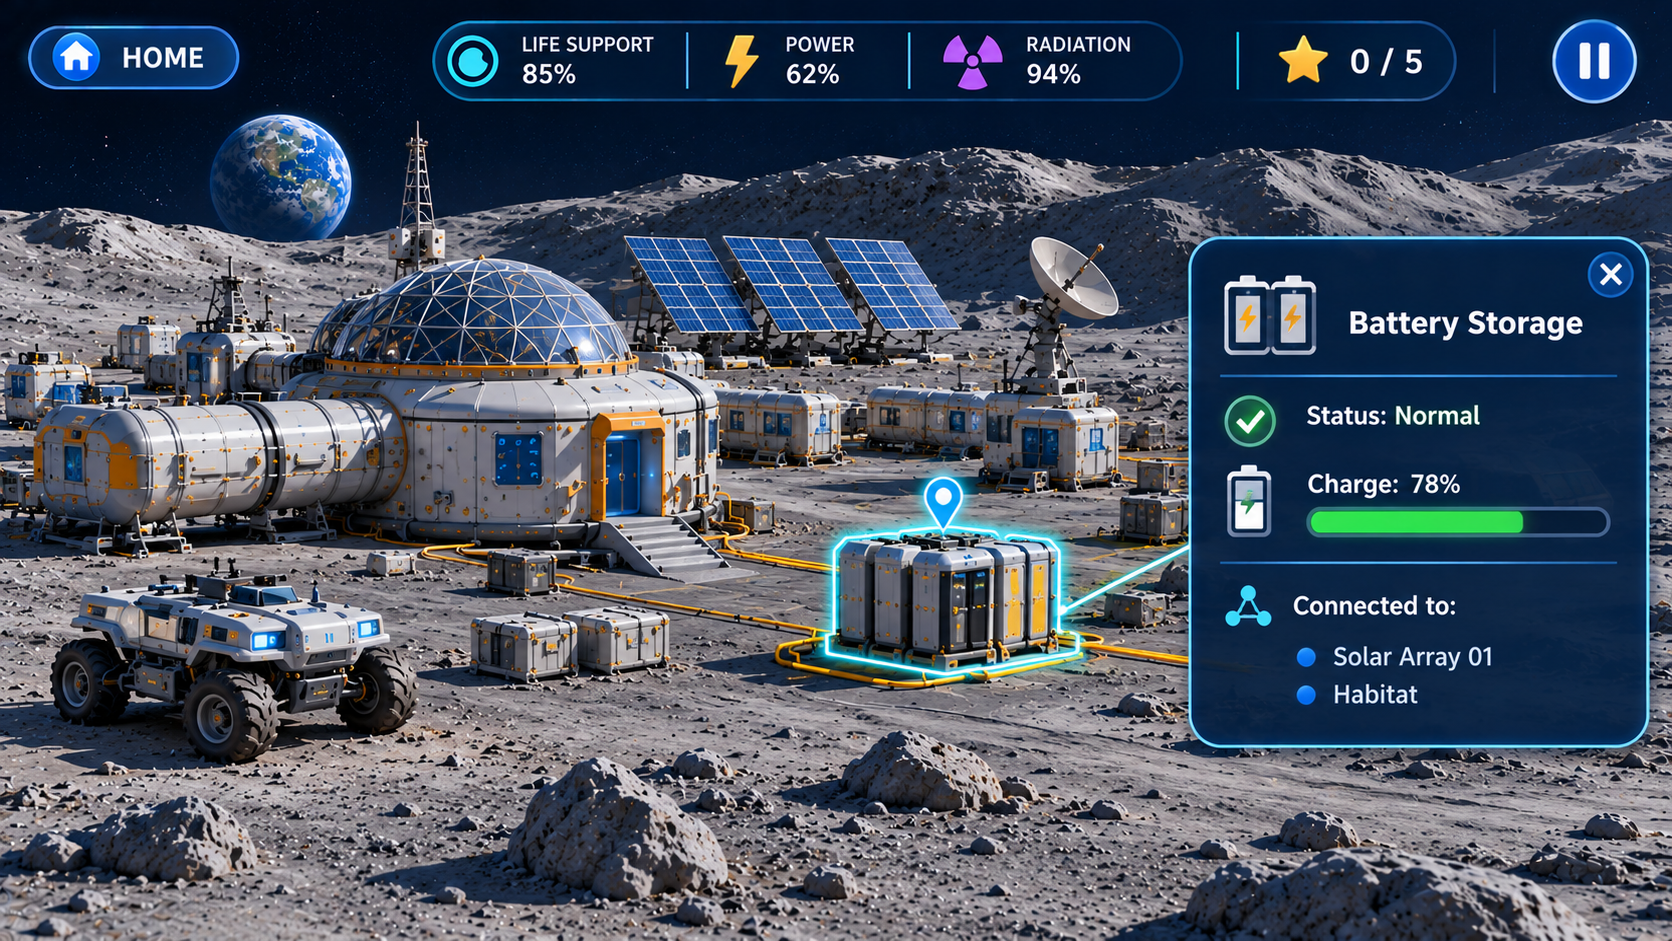 HOME
LIFE SUPPORT
85%
POWER
62%
RADIATION
94%
0 / 5
Battery Storage
Status: Normal
Charge: 78%
Connected to:
Solar Array 01
Habitat